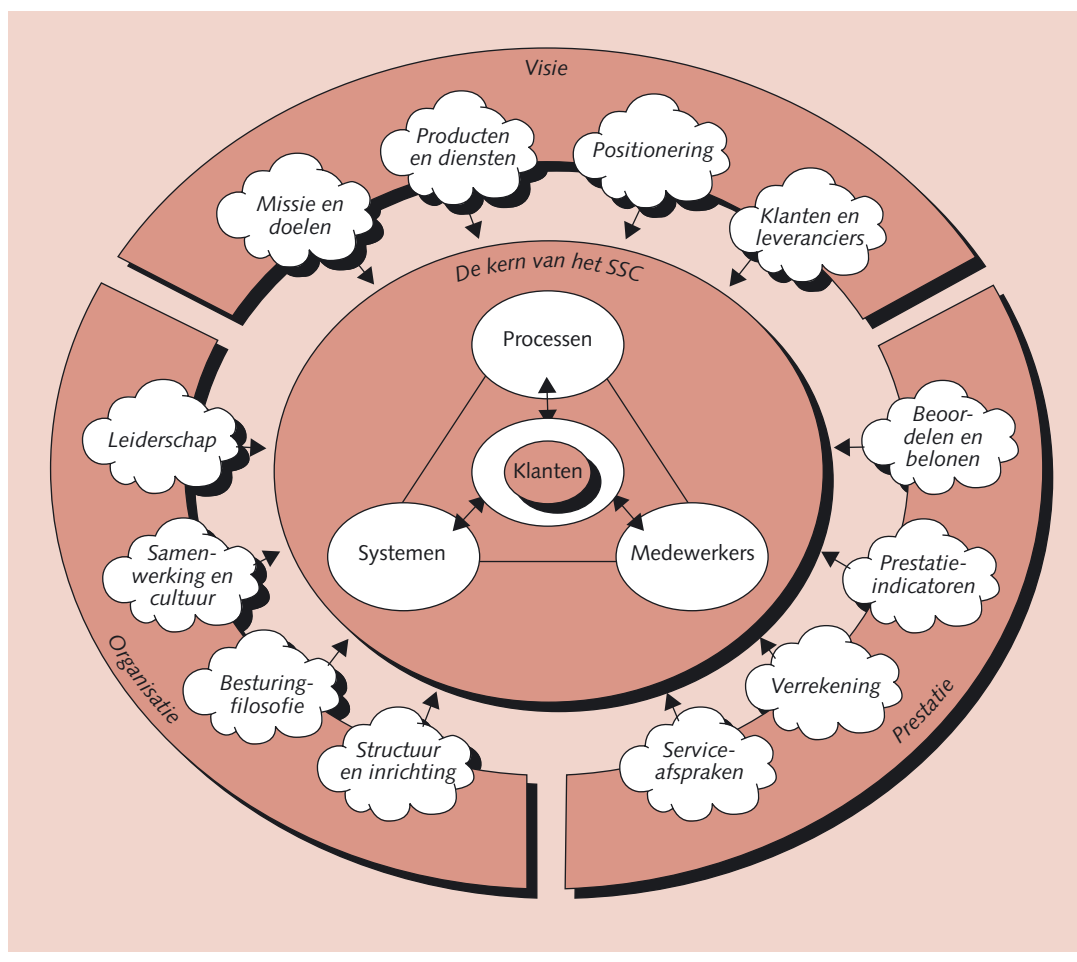 Visie
Producten
en diensten
Positionering
Missie en
doelen
Klanten en
leveranciers
De kern van het SSC
Processen
Klanten
Systemen
Medewerkers
Leiderschap
Samen-
werking en
cultuur
Besturing-
filosofie
Structuur
en inrichting
Organisatie
Beoor-
delen en
belonen
Prestatie-
indicatoren
Verrekening
Service-
afspraken
Prestatie